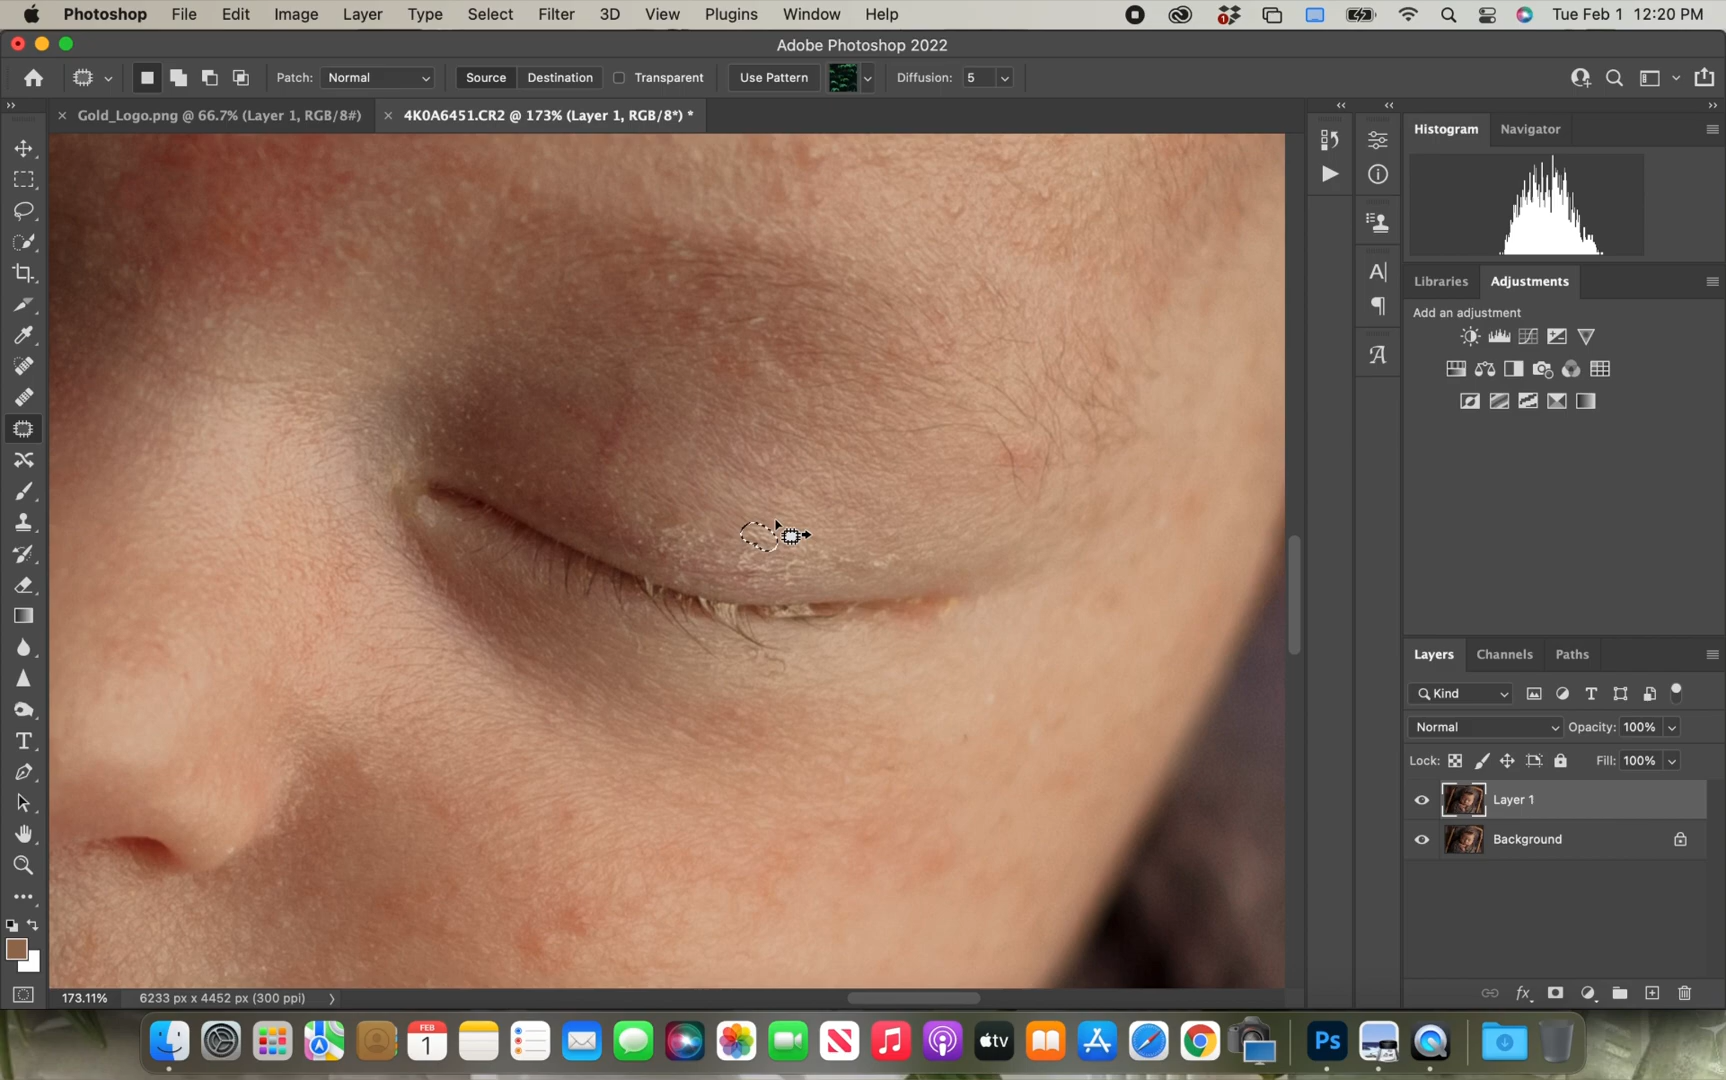 Photoshop File Edit Image Layer Type Select Filter 3D View Plugins Window Help 1 Tue Feb 1 12:20 PM
Adobe Photoshop 2022
Patch: Normal Source Destination Transparent Use Pattern Diffusion: 5
Gold_Logo.png @ 66.7% (Layer 1, RGB/8#) 4K0A6451.CR2 @ 173% (Layer 1, RGB/8*) *
Histogram Navigator
Libraries Adjustments
Add an adjustment
Layers Channels Paths
Kind
Normal Opacity: 100%
Lock: Fill: 100%
Layer 1
Background
fx
173.11% 6233 px x 4452 px (300 ppi)
FEB
1
tv
Ps